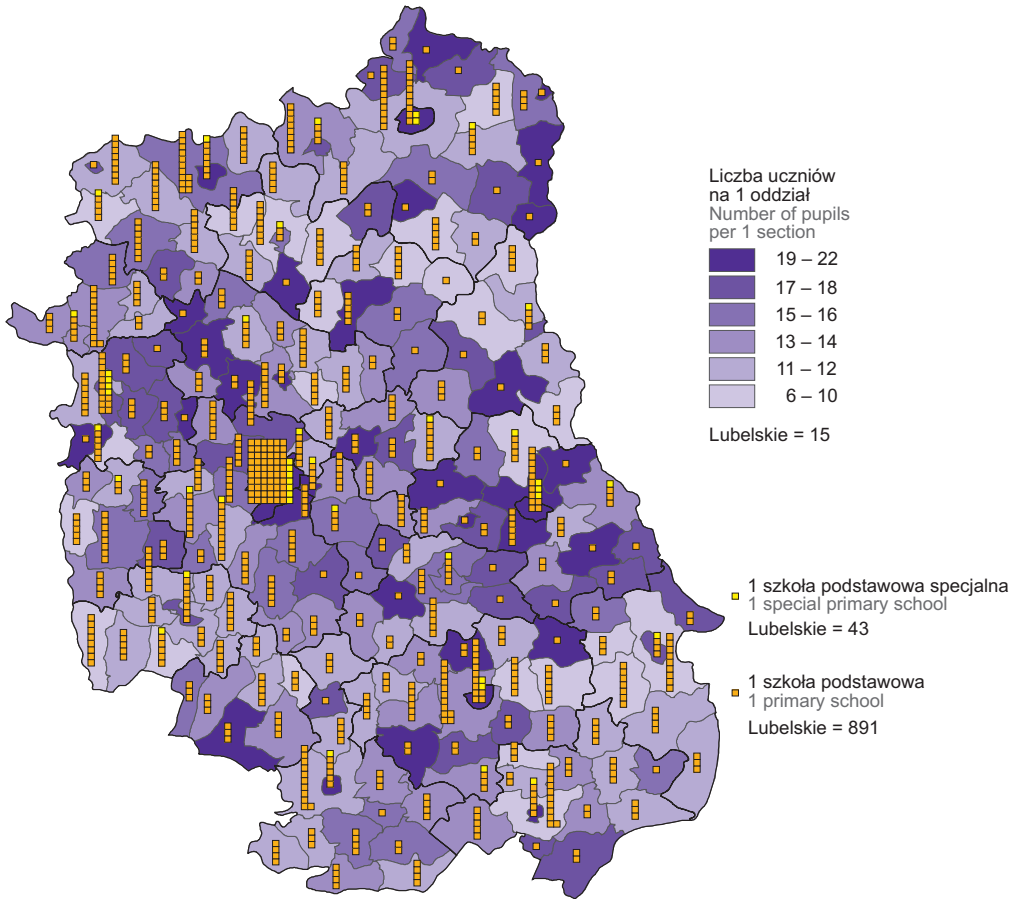 Liczba uczniów
na 1 oddział
Number of pupils
per 1 section
19 – 22
17 – 18
15 – 16
13 – 14
11 – 12
6 – 10
Lubelskie = 15
1 szkoła podstawowa specjalna
1 special primary school
Lubelskie = 43
1 szkoła podstawowa
1 primary school
Lubelskie = 891